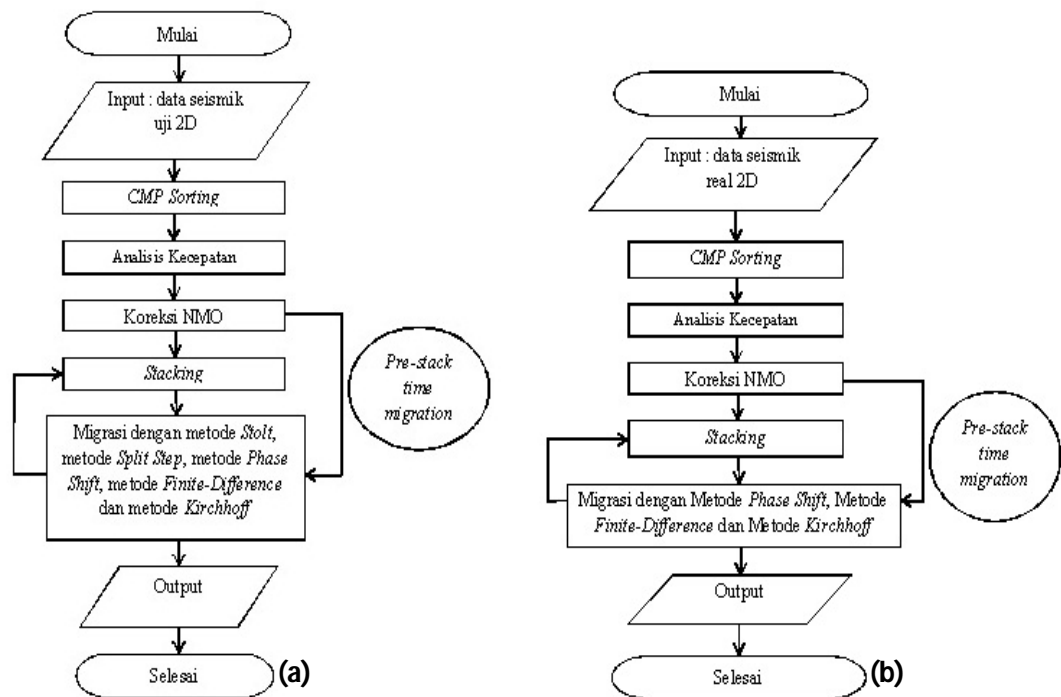 Mulai
Input : data seismik
uji 2D
CMP Sorting
Analisis Kecepatan
Koreksi NMO
Stacking
Pre-stack
time
migration
Migrasi dengan metode Stolt,
metode Split Step, metode Phase
Shift, metode Finite-Difference
dan metode Kirchhoff
Output
Selesai
(a)
Mulai
Input : data seismik
real 2D
CMP Sorting
Analisis Kecepatan
Koreksi NMO
Stacking
Pre-stack
time
migration
Migrasi dengan Metode Phase Shift, Metode
Finite-Difference dan Metode Kirchhoff
Output
Selesai
(b)